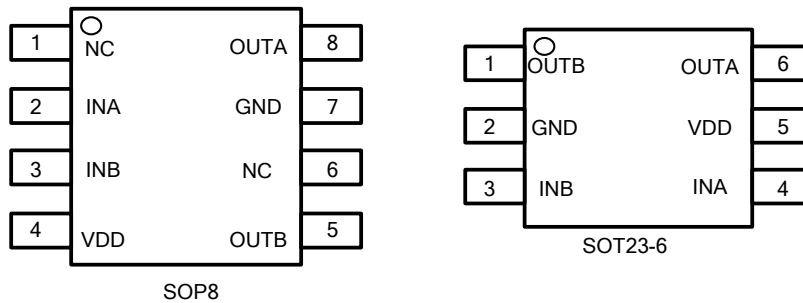 1 NC OUTA 8
2 INA GND 7
3 INB NC 6
4 VDD OUTB 5
SOP8
1 OUTB OUTA 6
2 GND VDD 5
3 INB INA 4
SOT23-6